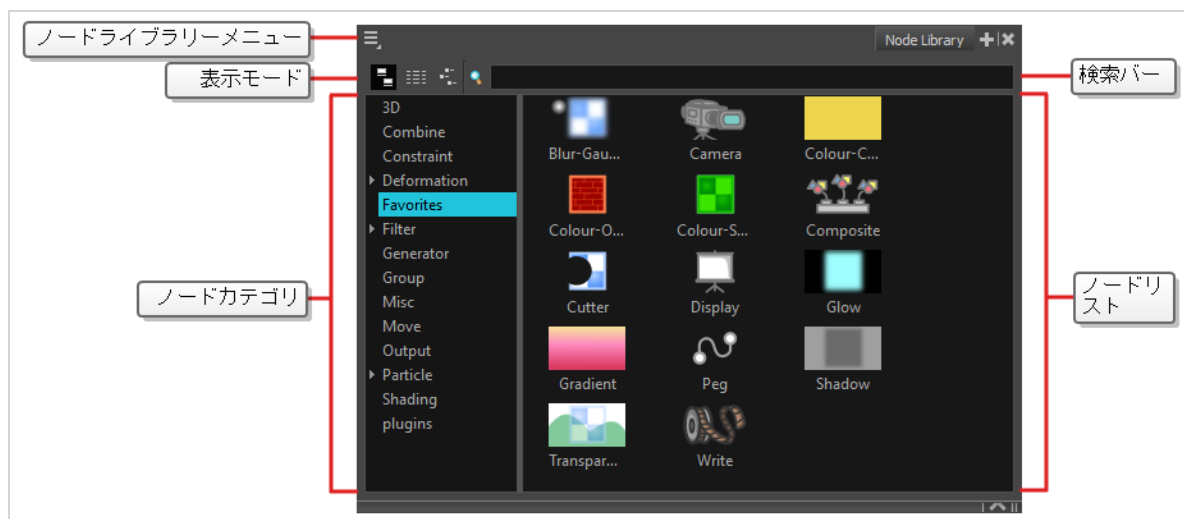 ノードライブラリーメニュー
Node Library
表示モード
検索バー
3D
Combine
Constraint
Deformation
Favorites
Filter
Generator
Group
Misc
Move
Output
Particle
Shading
plugins
ノードカテゴリ
Blur-Gau...
Camera
Colour-C...
Colour-O...
Colour-S...
Composite
Cutter
Display
Glow
Gradient
Peg
Shadow
Transpar...
Write
ノードリ
スト